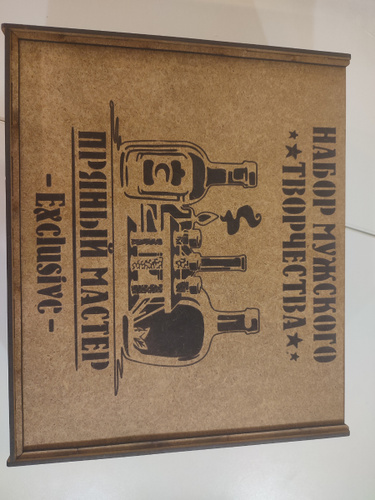 НАБОР МУЖСКОГО
ТВОРЧЕСТВА
ПРЯНЫЙ МАСТЕР
- Exclusive -